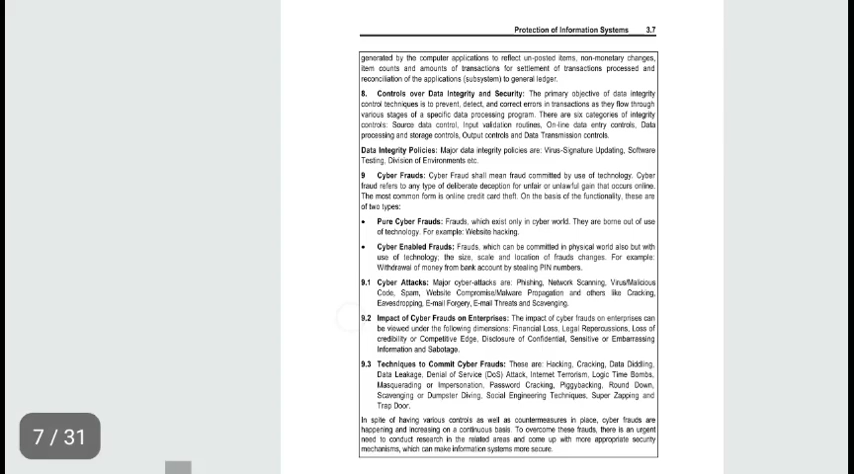 Protection of Information Systems 3.7
generated by the computer applications to reflect un-posted items, non-monetary changes,
item counts and amounts of transactions for settlement of transactions processed and
reconciliation of the applications (subsystem) to general ledger.
8. Controls over Data Integrity and Security: The primary objective of data integrity
control techniques is to prevent, detect, and correct errors in transactions as they flow through
various stages of a specific data processing program. There are six categories of integrity
controls: Source data control, Input validation routines, On-line data entry controls, Data
processing and storage controls, Output controls and Data Transmission controls.
Data Integrity Policies: Major data integrity policies are: Virus-Signature Updating, Software
Testing, Division of Environments etc.
9 Cyber Frauds: Cyber Fraud shall mean fraud committed by use of technology. Cyber
fraud refers to any type of deliberate deception for unfair or unlawful gain that occurs online.
The most common form is online credit card theft. On the basis of the functionality, these are
of two types:
• Pure Cyber Frauds: Frauds, which exist only in cyber world. They are borne out of use
of technology. For example: Website hacking.
• Cyber Enabled Frauds: Frauds, which can be committed in physical world also but with
use of technology; the size, scale and location of frauds changes. For example:
Withdrawal of money from bank account by stealing PIN numbers.
9.1 Cyber Attacks: Major cyber-attacks are: Phishing, Network Scanning, Virus/Malicious
Code, Spam, Website Compromise/Malware Propagation and others like Cracking,
Eavesdropping, E-mail Forgery, E-mail Threats and Scavenging.
9.2 Impact of Cyber Frauds on Enterprises: The impact of cyber frauds on enterprises can
be viewed under the following dimensions: Financial Loss, Legal Repercussions, Loss of
credibility or Competitive Edge, Disclosure of Confidential, Sensitive or Embarrassing
Information and Sabotage.
9.3 Techniques to Commit Cyber Frauds: These are: Hacking, Cracking, Data Diddling,
Data Leakage, Denial of Service (DoS) Attack, Internet Terrorism, Logic Time Bombs,
Masquerading or Impersonation, Password Cracking, Piggybacking, Round Down,
Scavenging or Dumpster Diving, Social Engineering Techniques, Super Zapping and
Trap Door.
In spite of having various controls as well as countermeasures in place, cyber frauds are
happening and increasing on a continuous basis. To overcome these frauds, there is an urgent
need to conduct research in the related areas and come up with more appropriate security
mechanisms, which can make information systems more secure.
7 / 31